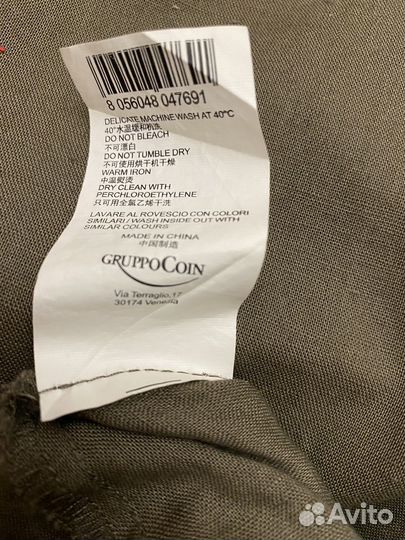 8 056048 047691
DELICATE MACHINE WASH AT 40°C
40°水温缓和机洗
DO NOT BLEACH
不可漂白
DO NOT TUMBLE DRY
不可使用烘干机干燥
WARM IRON
中温熨烫
DRY CLEAN WITH
PERCHLOROETHYLENE
只可用全氯乙烯干洗
LAVARE AL ROVESCIO CON COLORI
SIMILARI / WASH INSIDE OUT WITH
SIMILAR COLOURS
MADE IN CHINA
中国制造
GRUPPOCOIN
Via Terraglio,17
30174 Venezia
Avito